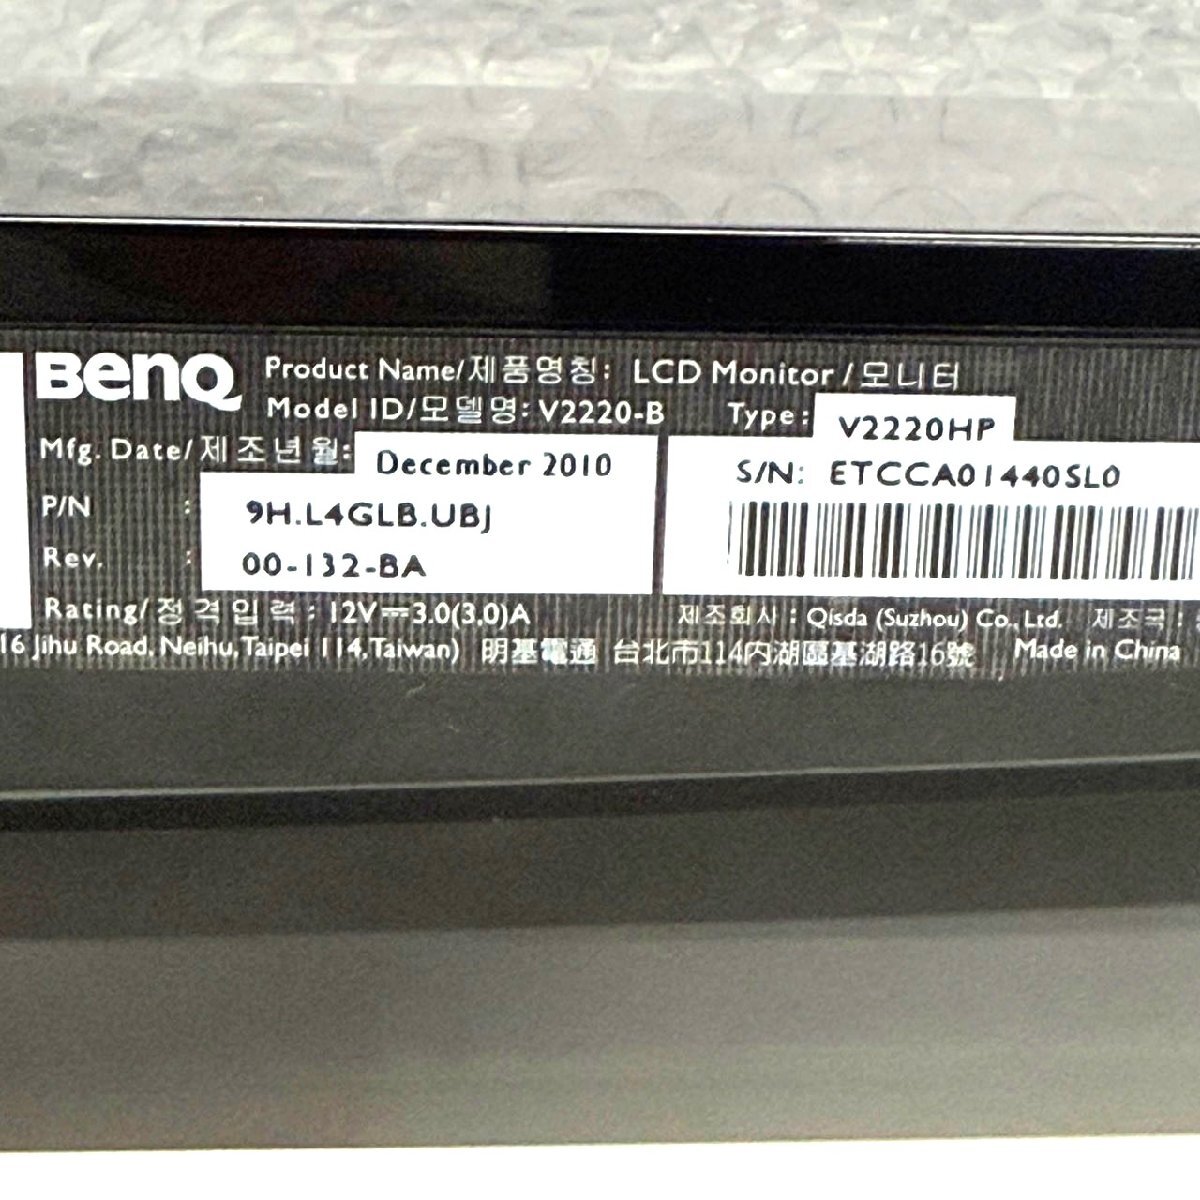 BenQ
Product Name/제품명칭: LCD Monitor /모니터
Model ID/모델명: V2220-B Type: V2220HP
Mfg. Date/제조년월: December 2010
S/N: ETCCA01440SL0
P/N : 9H.L4GLB.UBJ
Rev. : 00-132-BA
Rating/정격입력: 12V⎓3.0(3.0)A
제조회사: Qisda (Suzhou) Co., Ltd. 제조국:
16 Jihu Road, Neihu, Taipei 114, Taiwan) 明基電通 台北市114內湖區基湖路16號 Made in China